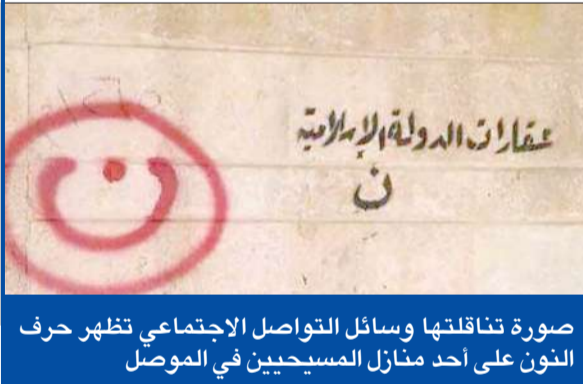 عقارات الدولة الإسلامية
ن
ن
صورة تناقلتها وسائل التواصل الاجتماعي تظهر حرف
النون على أحد منازل المسيحيين في الموصل